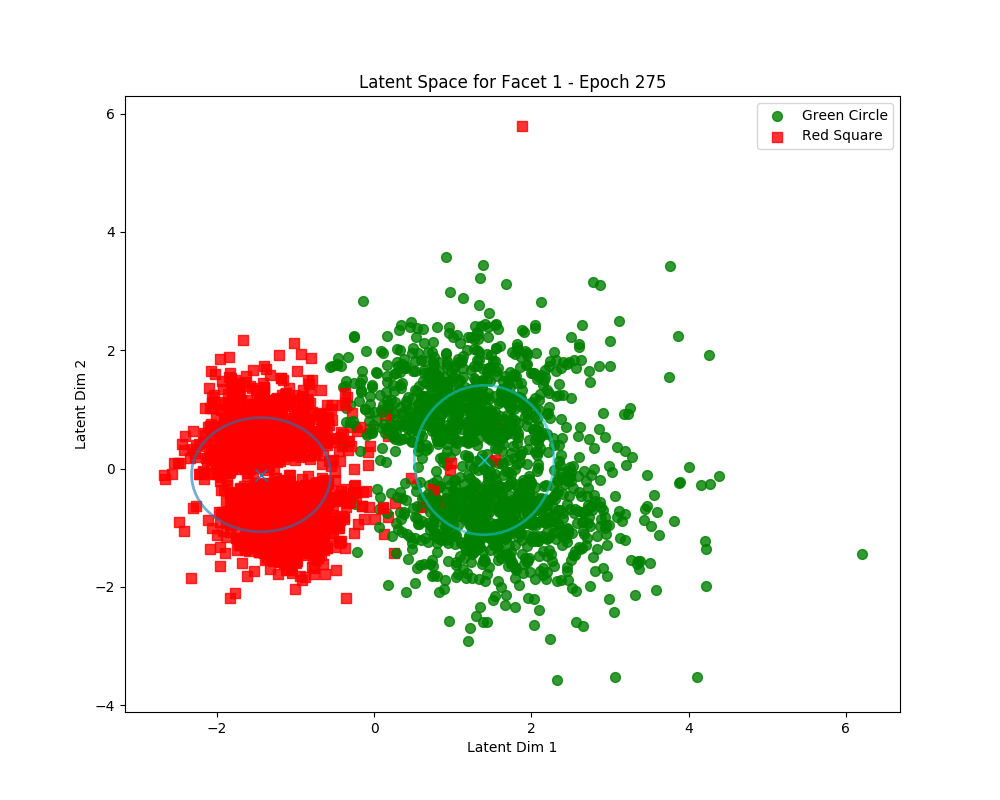 Latent Space for Facet 1 - Epoch 275
Green Circle
Red Square
6
4
2
0
−2
−4
Latent Dim 2
−2
0
2
4
6
Latent Dim 1